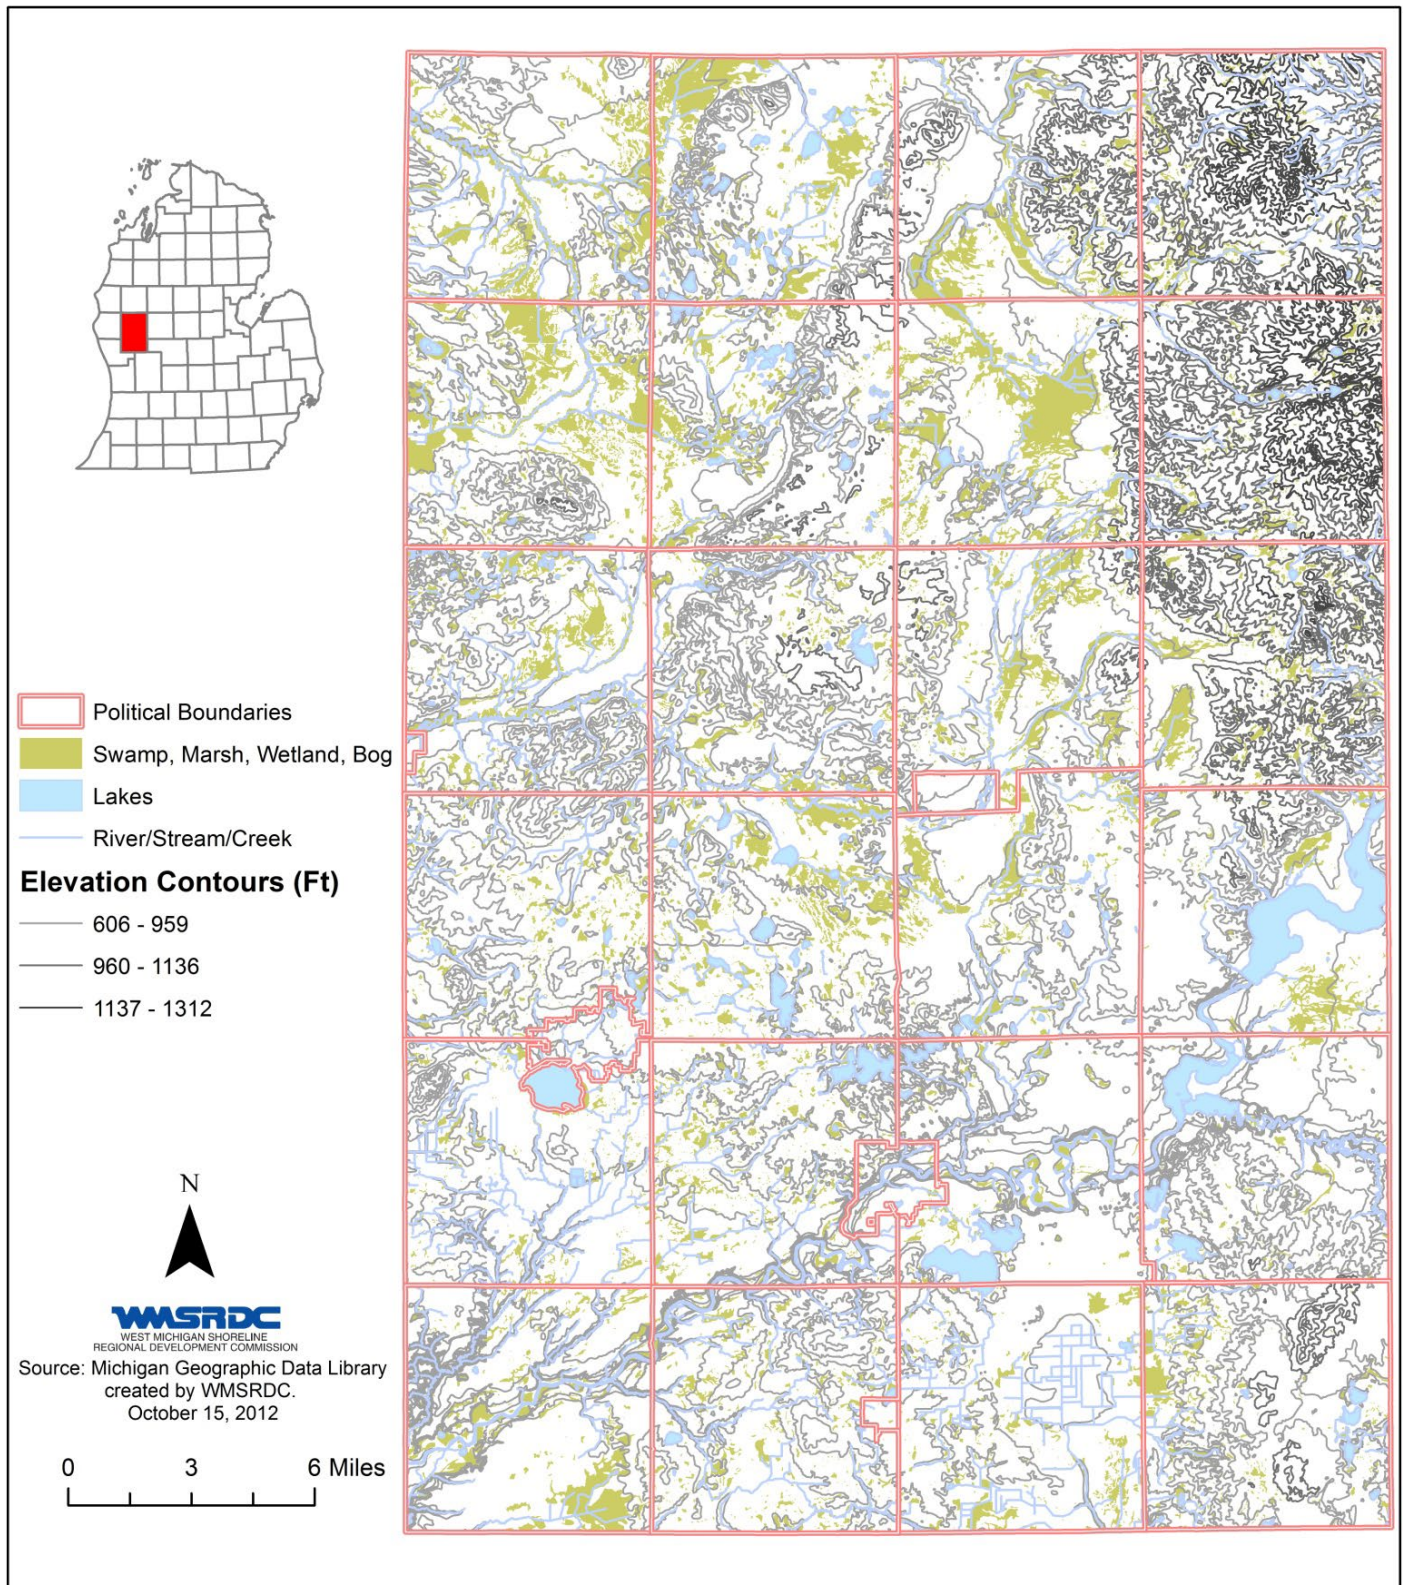 Political Boundaries
Swamp, Marsh, Wetland, Bog
Lakes
River/Stream/Creek
Elevation Contours (Ft)
606 - 959
960 - 1136
1137 - 1312
N
WMSRDC
WEST MICHIGAN SHORELINE
REGIONAL DEVELOPMENT COMMISSION
Source: Michigan Geographic Data Library
created by WMSRDC.
October 15, 2012
0 3 6 Miles